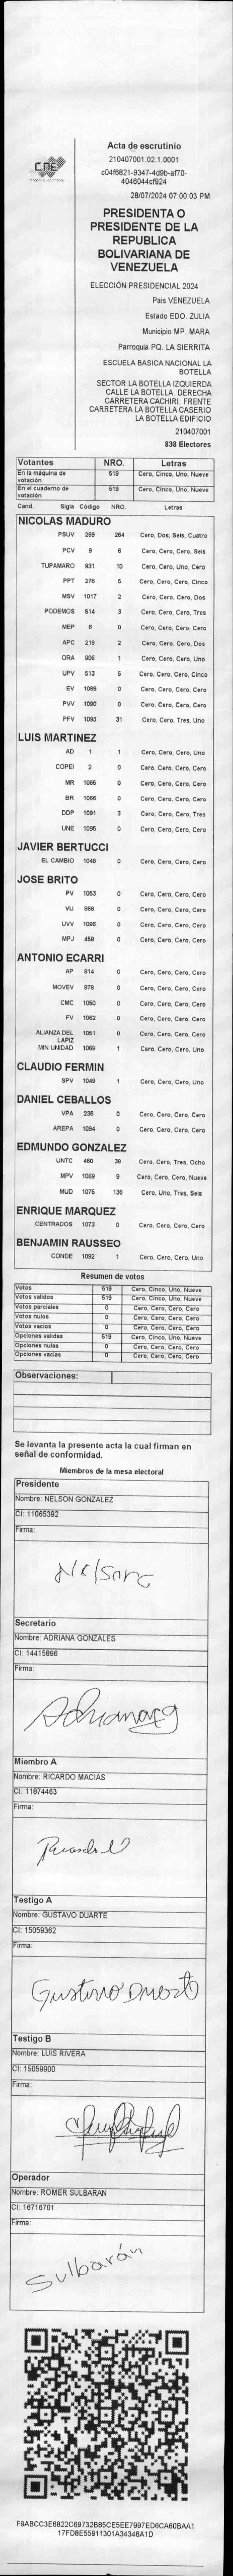 CNE
Acta de escrutinio
210407001.02.1.0001
c04f6821-9347-4d9b-af70-
4046044cf924
28/07/2024 07:00:03 PM
PRESIDENTA O
PRESIDENTE DE LA
REPUBLICA
BOLIVARIANA DE
VENEZUELA
ELECCIÓN PRESIDENCIAL 2024
Pais VENEZUELA
Estado EDO. ZULIA
Municipio MP. MARA
Parroquia PQ. LA SIERRITA
ESCUELA BASICA NACIONAL LA
BOTELLA
SECTOR LA BOTELLA IZQUIERDA
CALLE LA BOTELLA. DERECHA
CARRETERA CACHIRI. FRENTE
CARRETERA LA BOTELLA CASERIO
LA BOTELLA EDIFICIO
210407001
838 Electores
Votantes NRO. Letras
En la máquina de votación 519 Cero, Cinco, Uno, Nueve
En el cuaderno de votación 519 Cero, Cinco, Uno, Nueve
Cand. Sigla Código NRO. Letras
NICOLAS MADURO
PSUV 269 264 Cero, Dos, Seis, Cuatro
PCV 9 6 Cero, Cero, Cero, Seis
TUPAMARO 931 10 Cero, Cero, Uno, Cero
PPT 276 5 Cero, Cero, Cero, Cinco
MSV 1017 2 Cero, Cero, Cero, Dos
PODEMOS 514 3 Cero, Cero, Cero, Tres
MEP 6 0 Cero, Cero, Cero, Cero
APC 219 2 Cero, Cero, Cero, Dos
ORA 906 1 Cero, Cero, Cero, Uno
UPV 513 5 Cero, Cero, Cero, Cinco
EV 1089 0 Cero, Cero, Cero, Cero
PVV 1090 0 Cero, Cero, Cero, Cero
PFV 1093 31 Cero, Cero, Tres, Uno
LUIS MARTINEZ
AD 1 1 Cero, Cero, Cero, Uno
COPEI 2 0 Cero, Cero, Cero, Cero
MR 1065 0 Cero, Cero, Cero, Cero
BR 1066 0 Cero, Cero, Cero, Cero
DDP 1091 3 Cero, Cero, Cero, Tres
UNE 1095 0 Cero, Cero, Cero, Cero
JAVIER BERTUCCI
EL CAMBIO 1048 0 Cero, Cero, Cero, Cero
JOSE BRITO
PV 1053 0 Cero, Cero, Cero, Cero
VU 868 0 Cero, Cero, Cero, Cero
UVV 1096 0 Cero, Cero, Cero, Cero
MPJ 458 0 Cero, Cero, Cero, Cero
ANTONIO ECARRI
AP 814 0 Cero, Cero, Cero, Cero
MOVEV 878 0 Cero, Cero, Cero, Cero
CMC 1050 0 Cero, Cero, Cero, Cero
FV 1062 0 Cero, Cero, Cero, Cero
ALIANZA DEL LAPIZ 1051 0 Cero, Cero, Cero, Cero
MIN UNIDAD 1068 1 Cero, Cero, Cero, Uno
CLAUDIO FERMIN
SPV 1049 1 Cero, Cero, Cero, Uno
DANIEL CEBALLOS
VPA 236 0 Cero, Cero, Cero, Cero
AREPA 1094 0 Cero, Cero, Cero, Cero
EDMUNDO GONZALEZ
UNTC 460 38 Cero, Cero, Tres, Ocho
MPV 1069 9 Cero, Cero, Cero, Nueva
MUD 1075 136 Cero, Uno, Tres, Seis
ENRIQUE MARQUEZ
CENTRADOS 1073 0 Cero, Cero, Cero, Cero
BENJAMIN RAUSSEO
CONDE 1092 1 Cero, Cero, Cero, Uno
Resumen de votos
Votos 519 Cero, Cinco, Uno, Nueve
Votos validos 519 Cero, Cinco, Uno, Nueve
Votos parciales 0 Cero, Cero, Cero, Cero
Votos nulos 0 Cero, Cero, Cero, Cero
Votos vacios 0 Cero, Cero, Cero, Cero
Opciones validas 519 Cero, Cinco, Uno, Nueve
Opciones nulas 0 Cero, Cero, Cero, Cero
Opciones vacias 0 Cero, Cero, Cero, Cero
Observaciones:
Se levanta la presente acta la cual firman en
señal de conformidad.
Miembros de la mesa electoral
Presidente
Nombre: NELSON GONZALEZ
CI: 11065392
Firma:
Secretario
Nombre: ADRIANA GONZALES
CI: 14415896
Firma:
Miembro A
Nombre: RICARDO MACIAS
CI: 11874463
Firma:
Testigo A
Nombre: GUSTAVO DUARTE
CI: 15059362
Firma:
Testigo B
Nombre: LUIS RIVERA
CI: 15059900
Firma:
Operador
Nombre: ROMER SULBARAN
CI: 16716701
Firma:
Sulbarán
F9ABCC3E6822C69732B85CE5EE7997ED6CA60BAA1
17FD8E55911301A34348A1D